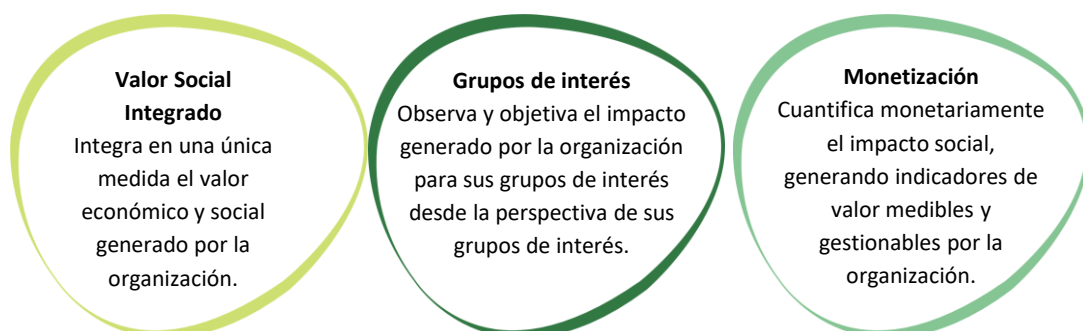 Valor Social
Integrado
Integra en una única
medida el valor
económico y social
generado por la
organización.
Grupos de interés
Observa y objetiva el impacto
generado por la organización
para sus grupos de interés
desde la perspectiva de sus
grupos de interés.
Monetización
Cuantifica monetariamente
el impacto social,
generando indicadores de
valor medibles y
gestionables por la
organización.